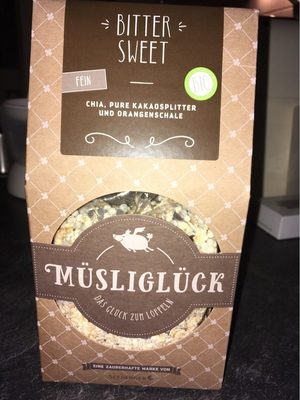 BITTER
SWEET
FEIN
BIO
CHIA, PURE KAKAOSPLITTER
UND ORANGENSCHALE
MÜSLIGLÜCK
DAS GLÜCK ZUM LÖFFELN
EINE ZAUBERHAFTE MARKE VON